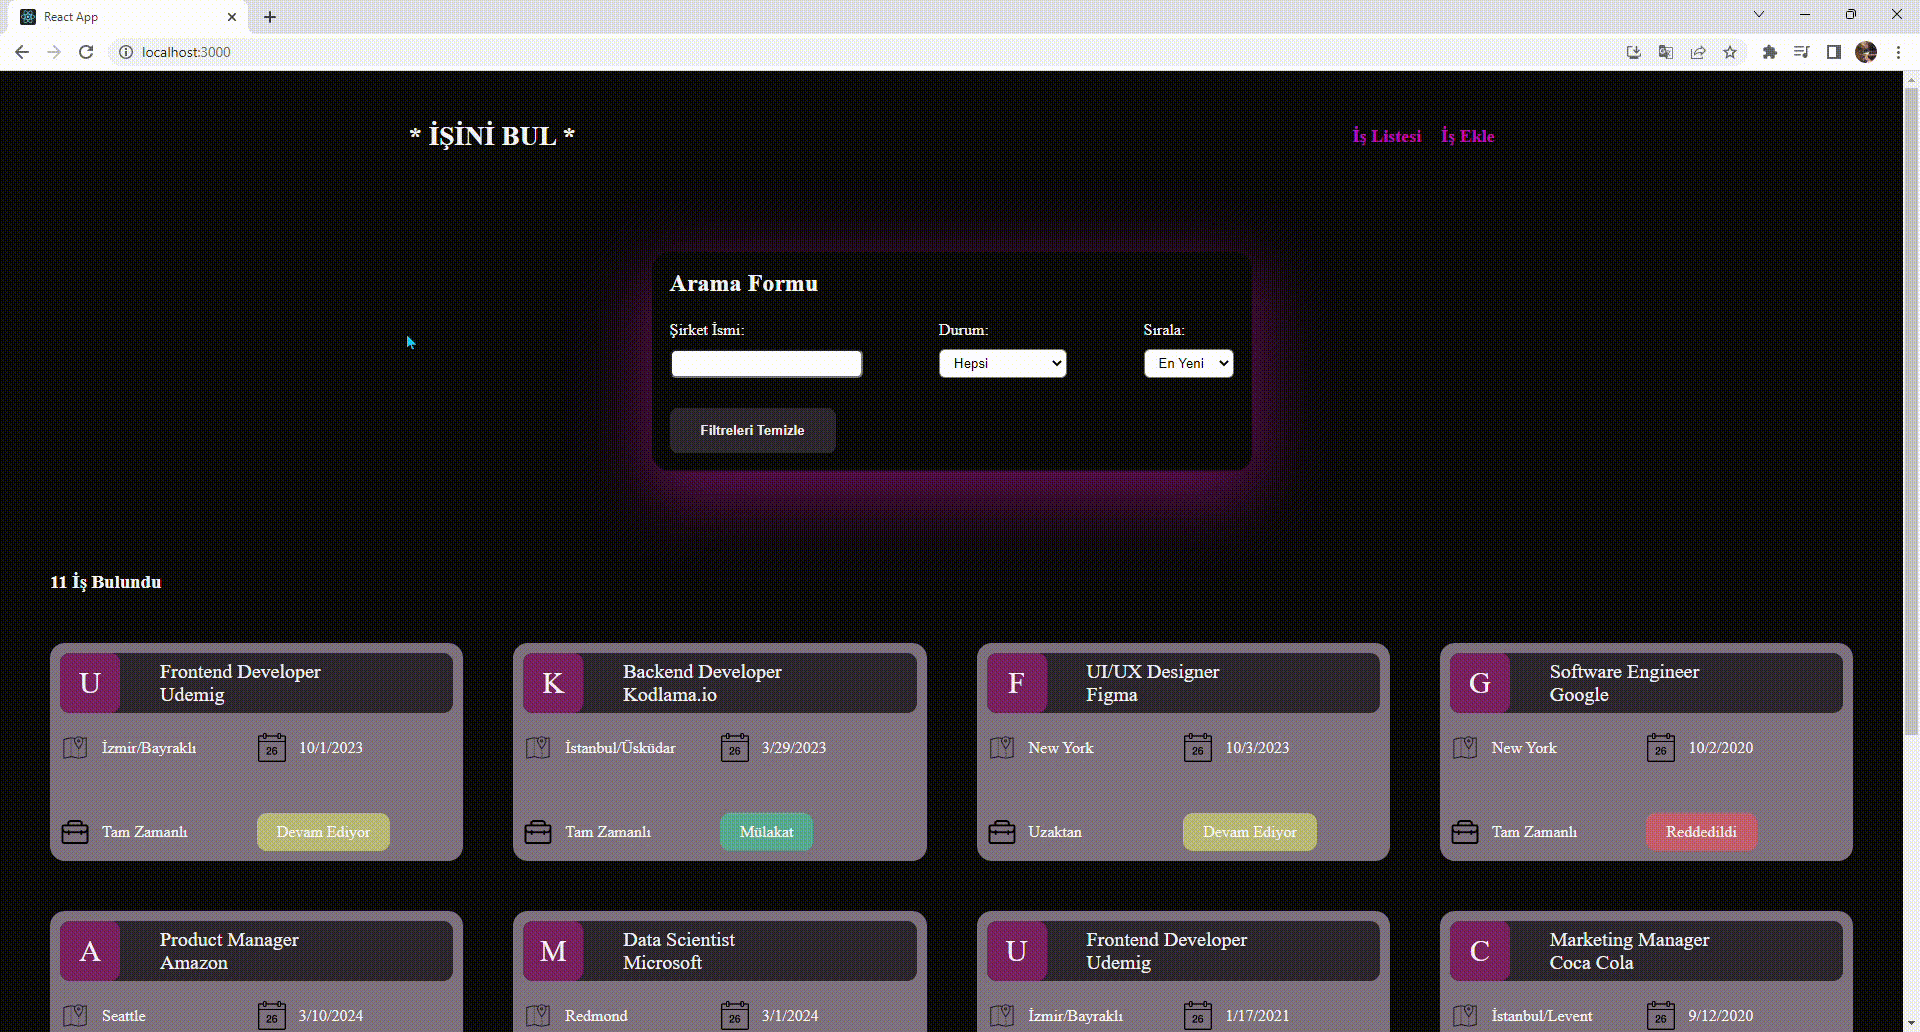 React App
localhost:3000
* İŞİNİ BUL *
İş Listesi İş Ekle
Arama Formu
Şirket İsmi: Durum: Sırala:
Hepsi En Yeni
Filtreleri Temizle
11 İş Bulundu
U Frontend Developer
Udemig
İzmir/Bayraklı 26 10/1/2023
Tam Zamanlı Devam Ediyor
K Backend Developer
Kodlama.io
İstanbul/Üsküdar 26 3/29/2023
Tam Zamanlı Mülakat
F UI/UX Designer
Figma
New York 26 10/3/2023
Uzaktan Devam Ediyor
G Software Engineer
Google
New York 26 10/2/2020
Tam Zamanlı Reddedildi
A Product Manager
Amazon
Seattle 26 3/10/2024
M Data Scientist
Microsoft
Redmond 26 3/1/2024
U Frontend Developer
Udemig
İzmir/Bayraklı 26 1/17/2021
C Marketing Manager
Coca Cola
İstanbul/Levent 26 9/12/2020